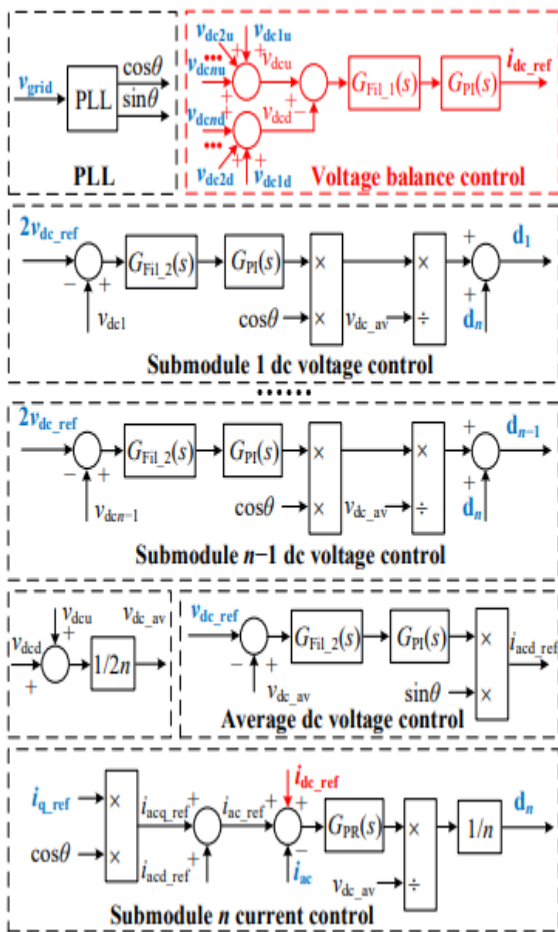 v_grid
PLL
cosθ
sinθ
PLL
v_dc2u
v_dc1u
v_dcnu
v_dcu
v_dcnd
v_dcd
v_dc2d
v_dc1d
G_Fil_1(s)
G_PI(s)
i_dc_ref
Voltage balance control
2v_dc_ref
G_Fil_2(s)
G_PI(s)
×
×
d_1
v_dc1
cosθ
×
v_dc_av
÷
d_n
Submodule 1 dc voltage control
......
2v_dc_ref
G_Fil_2(s)
G_PI(s)
×
×
d_n−1
v_dcn−1
cosθ
×
v_dc_av
÷
d_n
Submodule n−1 dc voltage control
v_dcu
v_dc_av
v_dcd
1/2n
v_dc_ref
G_Fil_2(s)
G_PI(s)
×
i_acd_ref
v_dc_av
sinθ
×
Average dc voltage control
i_q_ref
×
i_acq_ref
i_ac_ref
i_dc_ref
G_PR(s)
×
1/n
d_n
cosθ
×
i_acd_ref
i_ac
v_dc_av
÷
Submodule n current control